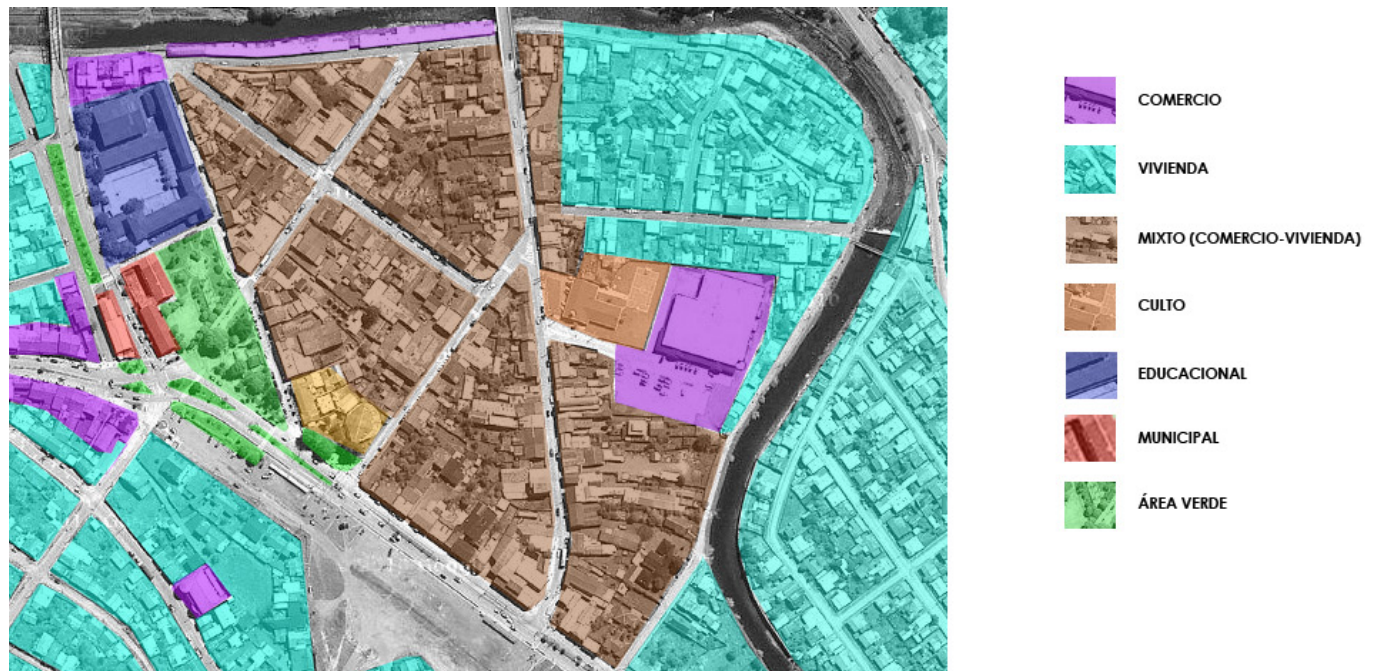 COMERCIO
VIVIENDA
MIXTO (COMERCIO-VIVIENDA)
CULTO
EDUCACIONAL
MUNICIPAL
ÁREA VERDE